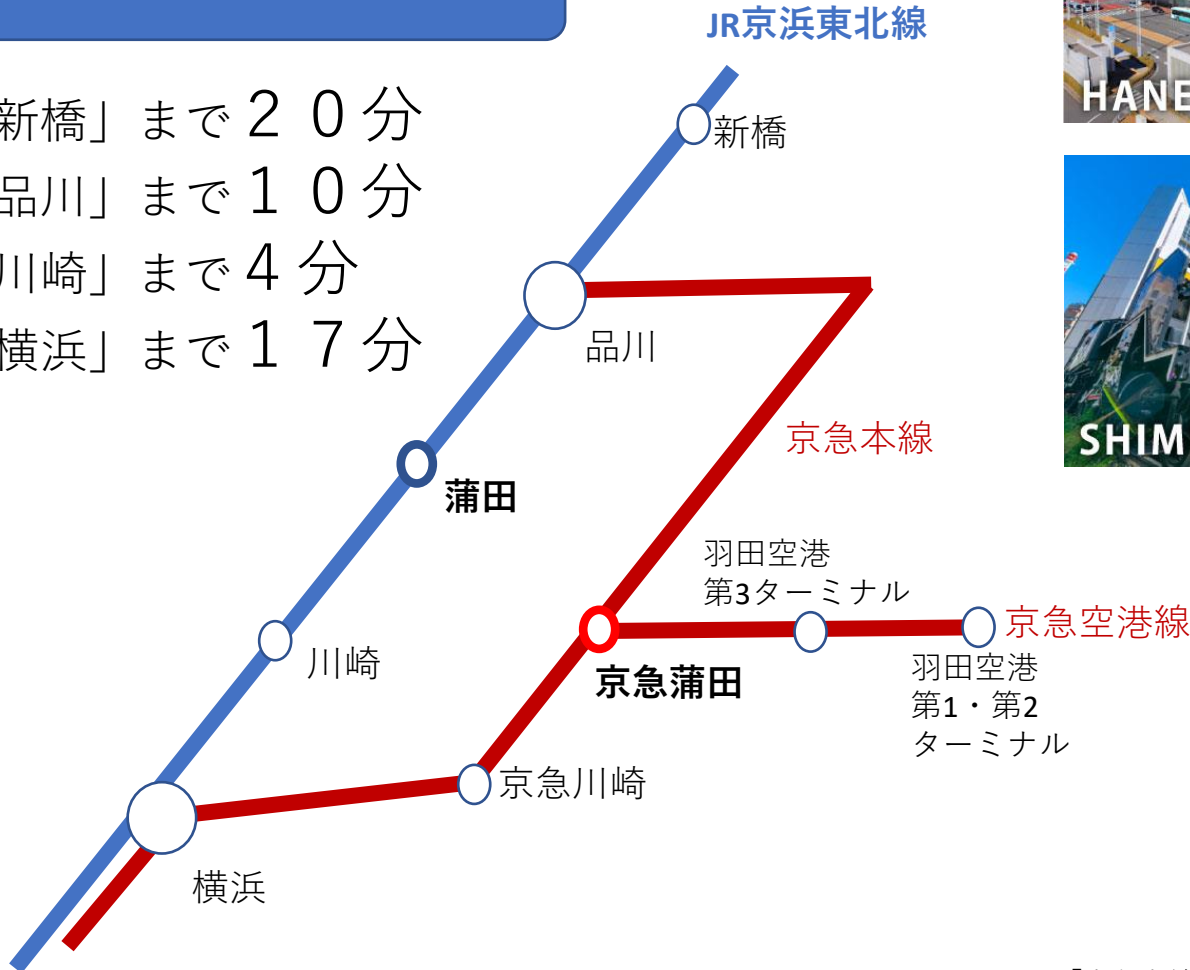 JR京浜東北線
新橋」まで２０分
品川」まで１０分
川崎」まで４分
横浜」まで１７分
新橋
品川
京急本線
蒲田
羽田空港
第3ターミナル
京急空港線
川崎
京急蒲田
羽田空港
第1・第2
ターミナル
京急川崎
横浜
HANE
SHIM